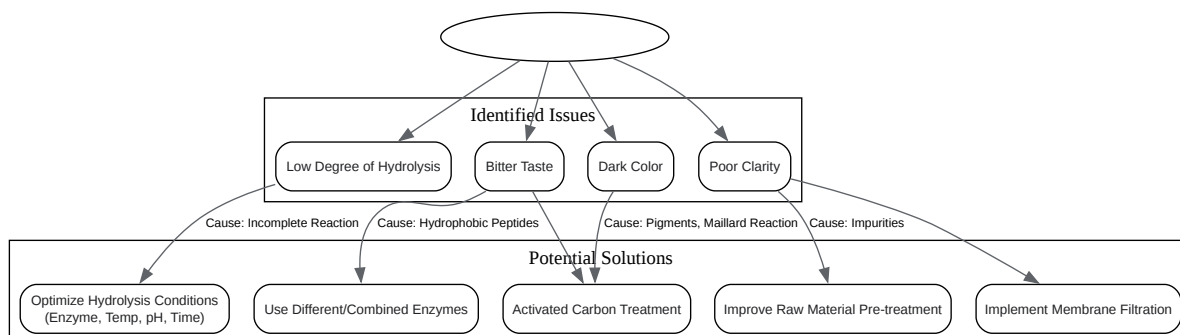 Identified Issues
Low Degree of Hydrolysis
Bitter Taste
Dark Color
Poor Clarity
Cause: Incomplete Reaction
Cause: Hydrophobic Peptides
Cause: Pigments, Maillard Reaction
Cause: Impurities
Potential Solutions
Optimize Hydrolysis Conditions
(Enzyme, Temp, pH, Time)
Use Different/Combined Enzymes
Activated Carbon Treatment
Improve Raw Material Pre-treatment
Implement Membrane Filtration